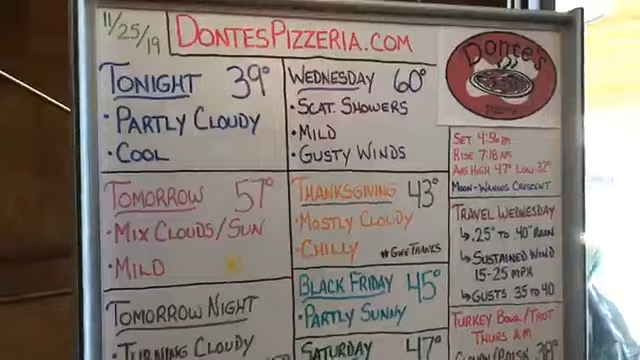 11/25/19
DONTESPIZZERIA.COM
Donte's
TONIGHT 39°
• PARTLY CLOUDY
• COOL
WEDNESDAY 60°
• SCAT. SHOWERS
• MILD
• GUSTY WINDS
SET 4:56 PM
RISE 7:18 AM
AVG HIGH 47° LOW 32°
MOON - WANING CRESCENT
TOMORROW 57°
• MIX CLOUDS/SUN
• MILD
THANKSGIVING 43°
• MOSTLY CLOUDY
• CHILLY #GIVETHANKS
TRAVEL WEDNESDAY
↳ .25" TO .40" RAIN
↳ SUSTAINED WIND
15-25 MPH
↳ GUSTS 35 TO 40
TOMORROW NIGHT
• TURNING CLOUDY
BLACK FRIDAY 45°
• PARTLY SUNNY
SATURDAY 47°
TURKEY BOWL/TROT
THURS AM